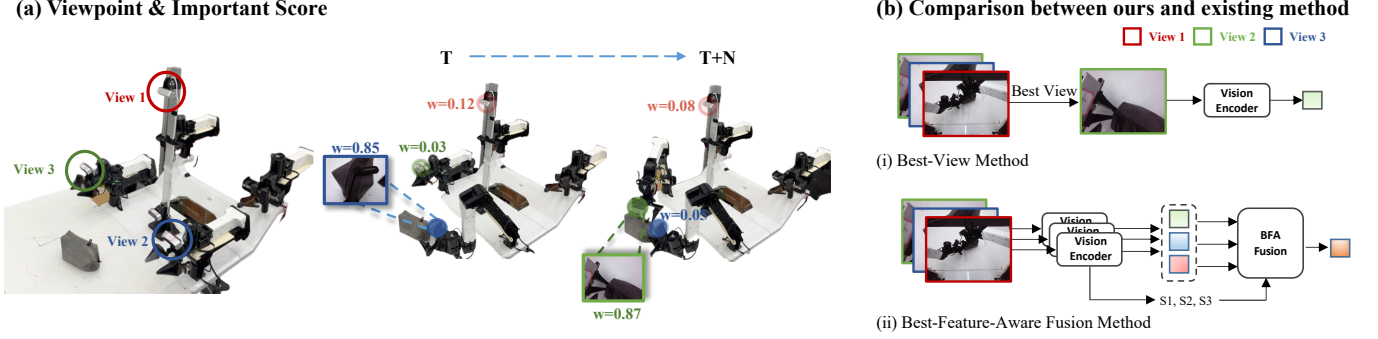 (a) Viewpoint & Important Score
T
T+N
View 1
View 3
View 2
w=0.12
w=0.03
w=0.85
w=0.08
w=0.05
w=0.87
(b) Comparison between ours and existing method
View 1
View 2
View 3
Best View
Vision
Encoder
(i) Best-View Method
Vision
Vision
Vision
Encoder
BFA
Fusion
S1, S2, S3
(ii) Best-Feature-Aware Fusion Method